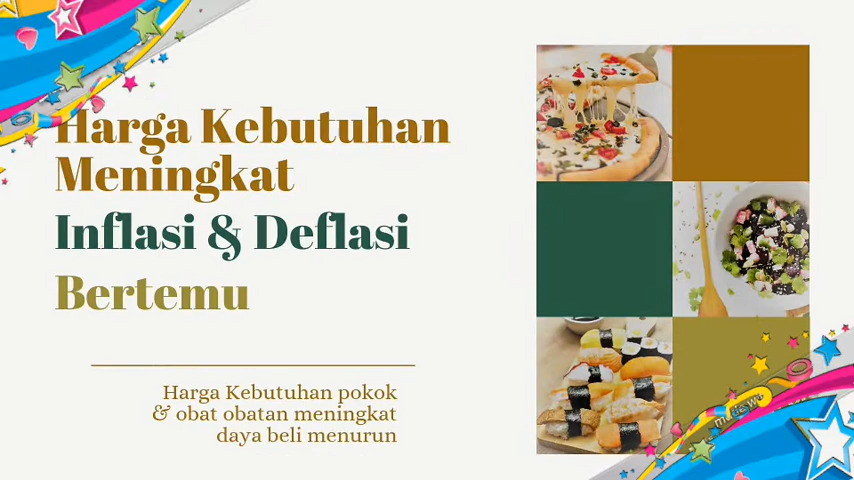 Harga Kebutuhan
Meningkat
Inflasi & Deflasi
Bertemu
Harga Kebutuhan pokok
& obat obatan meningkat
daya beli menurun